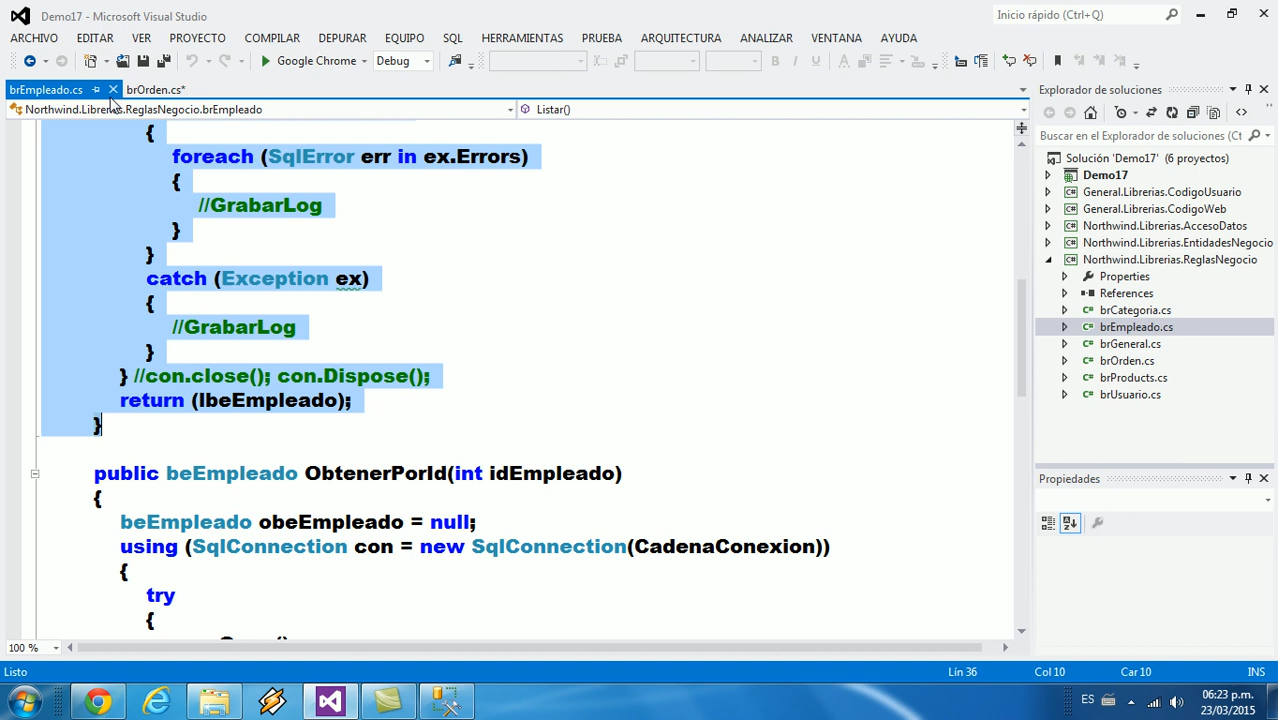 Demo17 - Microsoft Visual Studio
Inicio rápido (Ctrl+Q)
ARCHIVO EDITAR VER PROYECTO COMPILAR DEPURAR EQUIPO SQL HERRAMIENTAS PRUEBA ARQUITECTURA ANALIZAR VENTANA AYUDA
Google Chrome Debug
brEmpleado.cs brOrden.cs*
Northwind.Librerias.ReglasNegocio.brEmpleado Listar()
{
foreach (SqlError err in ex.Errors)
{
//GrabarLog
}
}
catch (Exception ex)
{
//GrabarLog
}
} //con.close(); con.Dispose();
return (lbeEmpleado);
}
public beEmpleado ObtenerPorId(int idEmpleado)
{
beEmpleado obeEmpleado = null;
using (SqlConnection con = new SqlConnection(CadenaConexion))
{
try
{
100 %
Explorador de soluciones
Buscar en el Explorador de soluciones (Ct
Solución 'Demo17' (6 proyectos)
Demo17
General.Librerias.CodigoUsuario
General.Librerias.CodigoWeb
Northwind.Librerias.AccesoDatos
Northwind.Librerias.EntidadesNegocio
Northwind.Librerias.ReglasNegocio
Properties
References
brCategoria.cs
brEmpleado.cs
brGeneral.cs
brOrden.cs
brProducts.cs
brUsuario.cs
Propiedades
Listo Lín 36 Col 10 Car 10 INS
ES 06:23 p.m.
23/03/2015